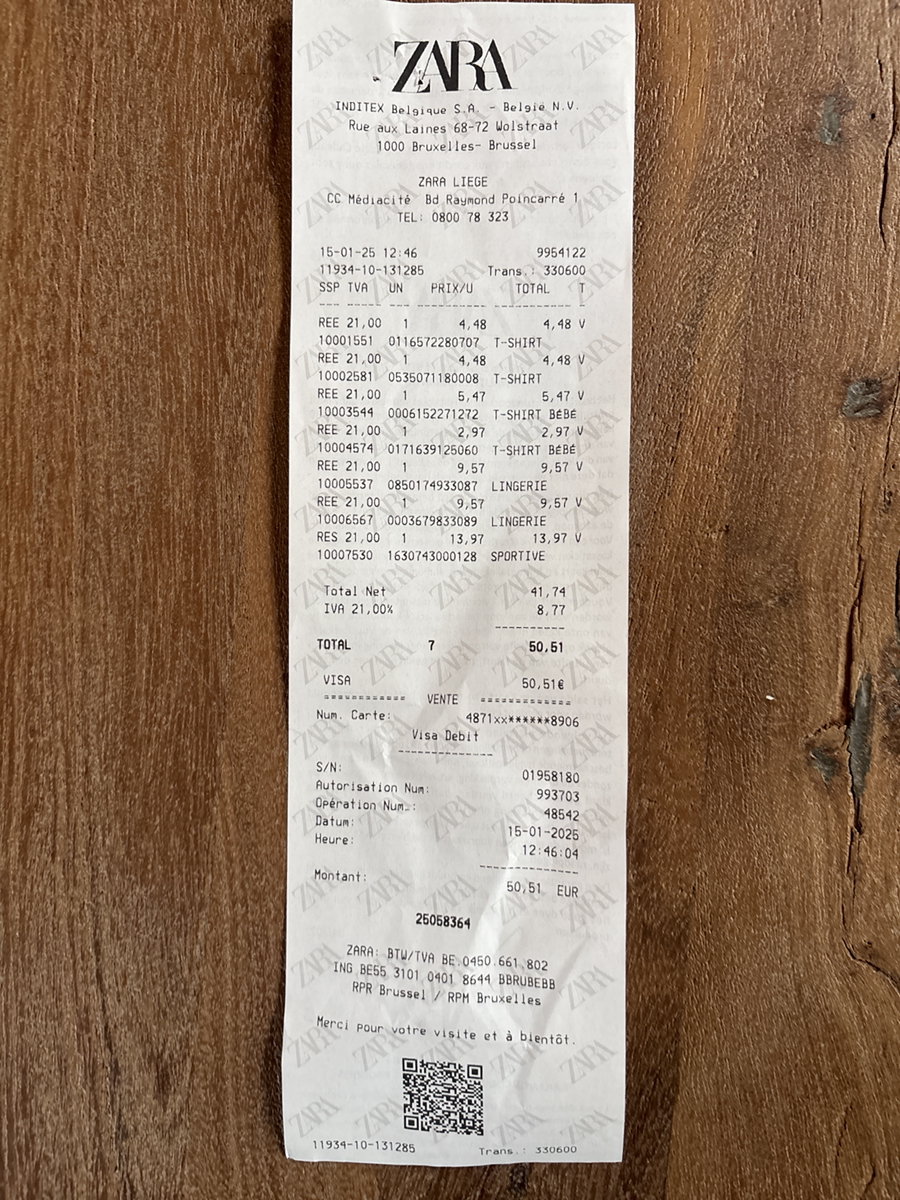 ZARA
INDITEX Belgique S.A. - België N.V.
Rue aux Laines 68-72 Wolstraat
1000 Bruxelles- Brussel
ZARA LIEGE
CC Médiacité Bd Raymond Poincarré 1
TEL: 0800 78 323
15-01-25 12:46 9954122
11934-10-131285 Trans.: 330600
SSP TVA UN PRIX/U TOTAL T
--- --- --- --------- --------- -
REE 21,00 1 4,48 4,48 V
10001551 0116572280707 T-SHIRT
REE 21,00 1 4,48 4,48 V
10002581 0535071180008 T-SHIRT
REE 21,00 1 5,47 5,47 V
10003544 0006152271272 T-SHIRT BÉBÉ
REE 21,00 1 2,97 2,97 V
10004574 0171639125060 T-SHIRT BÉBÉ
REE 21,00 1 9,57 9,57 V
10005537 0850174933087 LINGERIE
REE 21,00 1 9,57 9,57 V
10006567 0003679833089 LINGERIE
RES 21,00 1 13,97 13,97 V
10007530 1630743000128 SPORTIVE
Total Net 41,74
IVA 21,00% 8,77
----------
TOTAL 7 50,51
VISA 50,51€
============ VENTE =============
Num. Carte: 4871xx******8906
Visa Debit
--------------
S/N: 01958180
Autorisation Num: 993703
Opération Num.: 48542
Datum: 15-01-2025
Heure: 12:46:04
--------------
Montant: 50,51 EUR
25058364
ZARA: BTW/TVA BE.0450.661.802
ING BE55 3101 0401 8644 BBRUBEBB
RPR Brussel / RPM Bruxelles
Merci pour votre visite et à bientôt.
11934-10-131285 Trans.: 330600